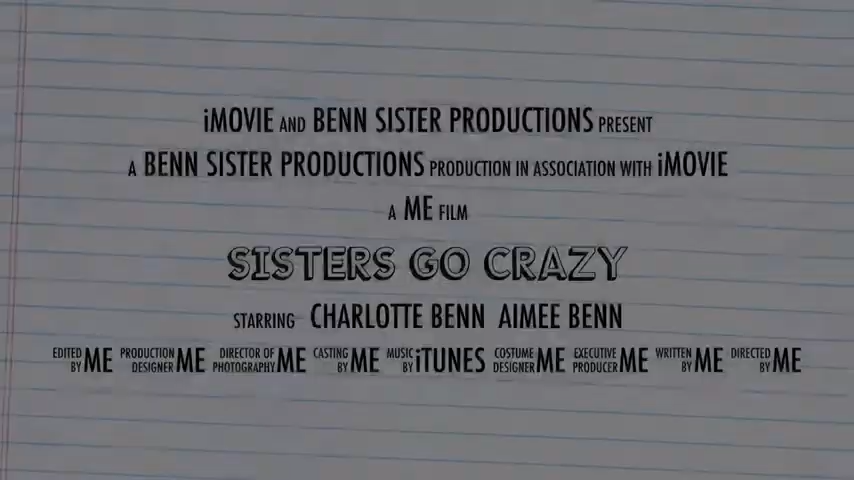 iMOVIE AND BENN SISTER PRODUCTIONS PRESENT
A BENN SISTER PRODUCTIONS PRODUCTION IN ASSOCIATION WITH iMOVIE
A ME FILM
SISTERS GO CRAZY
STARRING CHARLOTTE BENN AIMEE BENN
EDITED BY ME PRODUCTION DESIGNER ME DIRECTOR OF PHOTOGRAPHY ME CASTING BY ME MUSIC BY iTUNES COSTUME DESIGNER ME EXECUTIVE PRODUCER ME WRITTEN BY ME DIRECTED BY ME